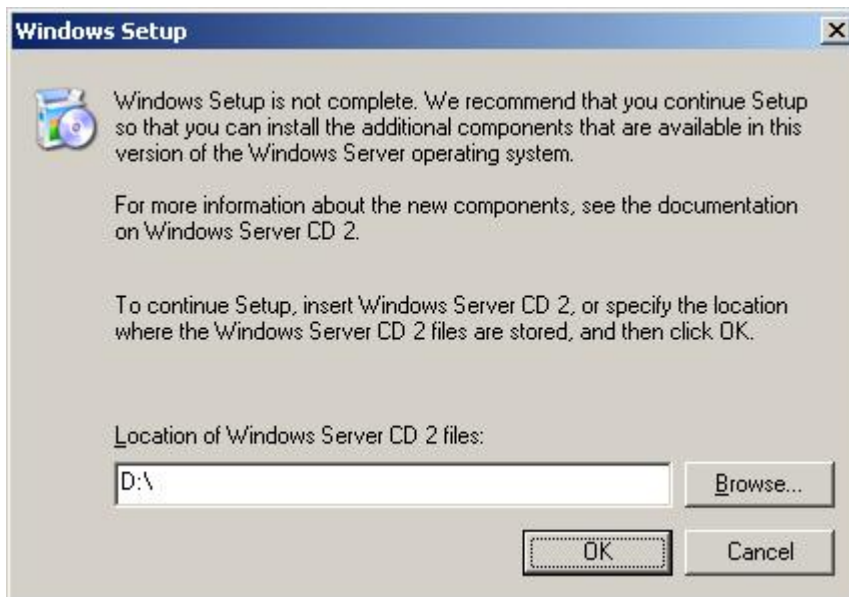 Windows Setup
Windows Setup is not complete. We recommend that you continue Setup
so that you can install the additional components that are available in this
version of the Windows Server operating system.
For more information about the new components, see the documentation
on Windows Server CD 2.
To continue Setup, insert Windows Server CD 2, or specify the location
where the Windows Server CD 2 files are stored, and then click OK.
Location of Windows Server CD 2 files:
D:\
Browse...
OK
Cancel